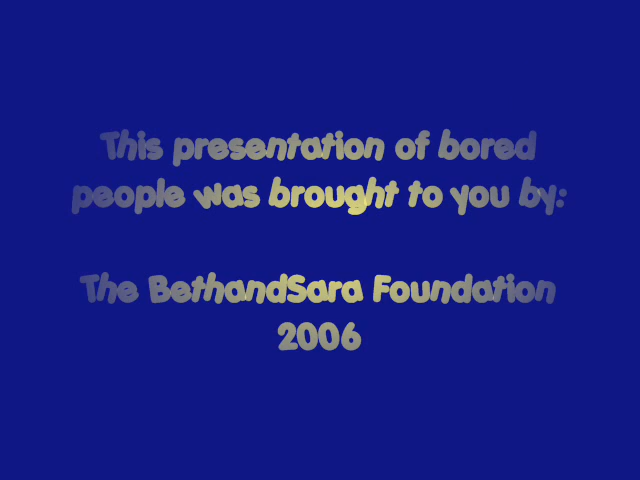 This presentation of bored
people was brought to you by:
The BethandSara Foundation
2006